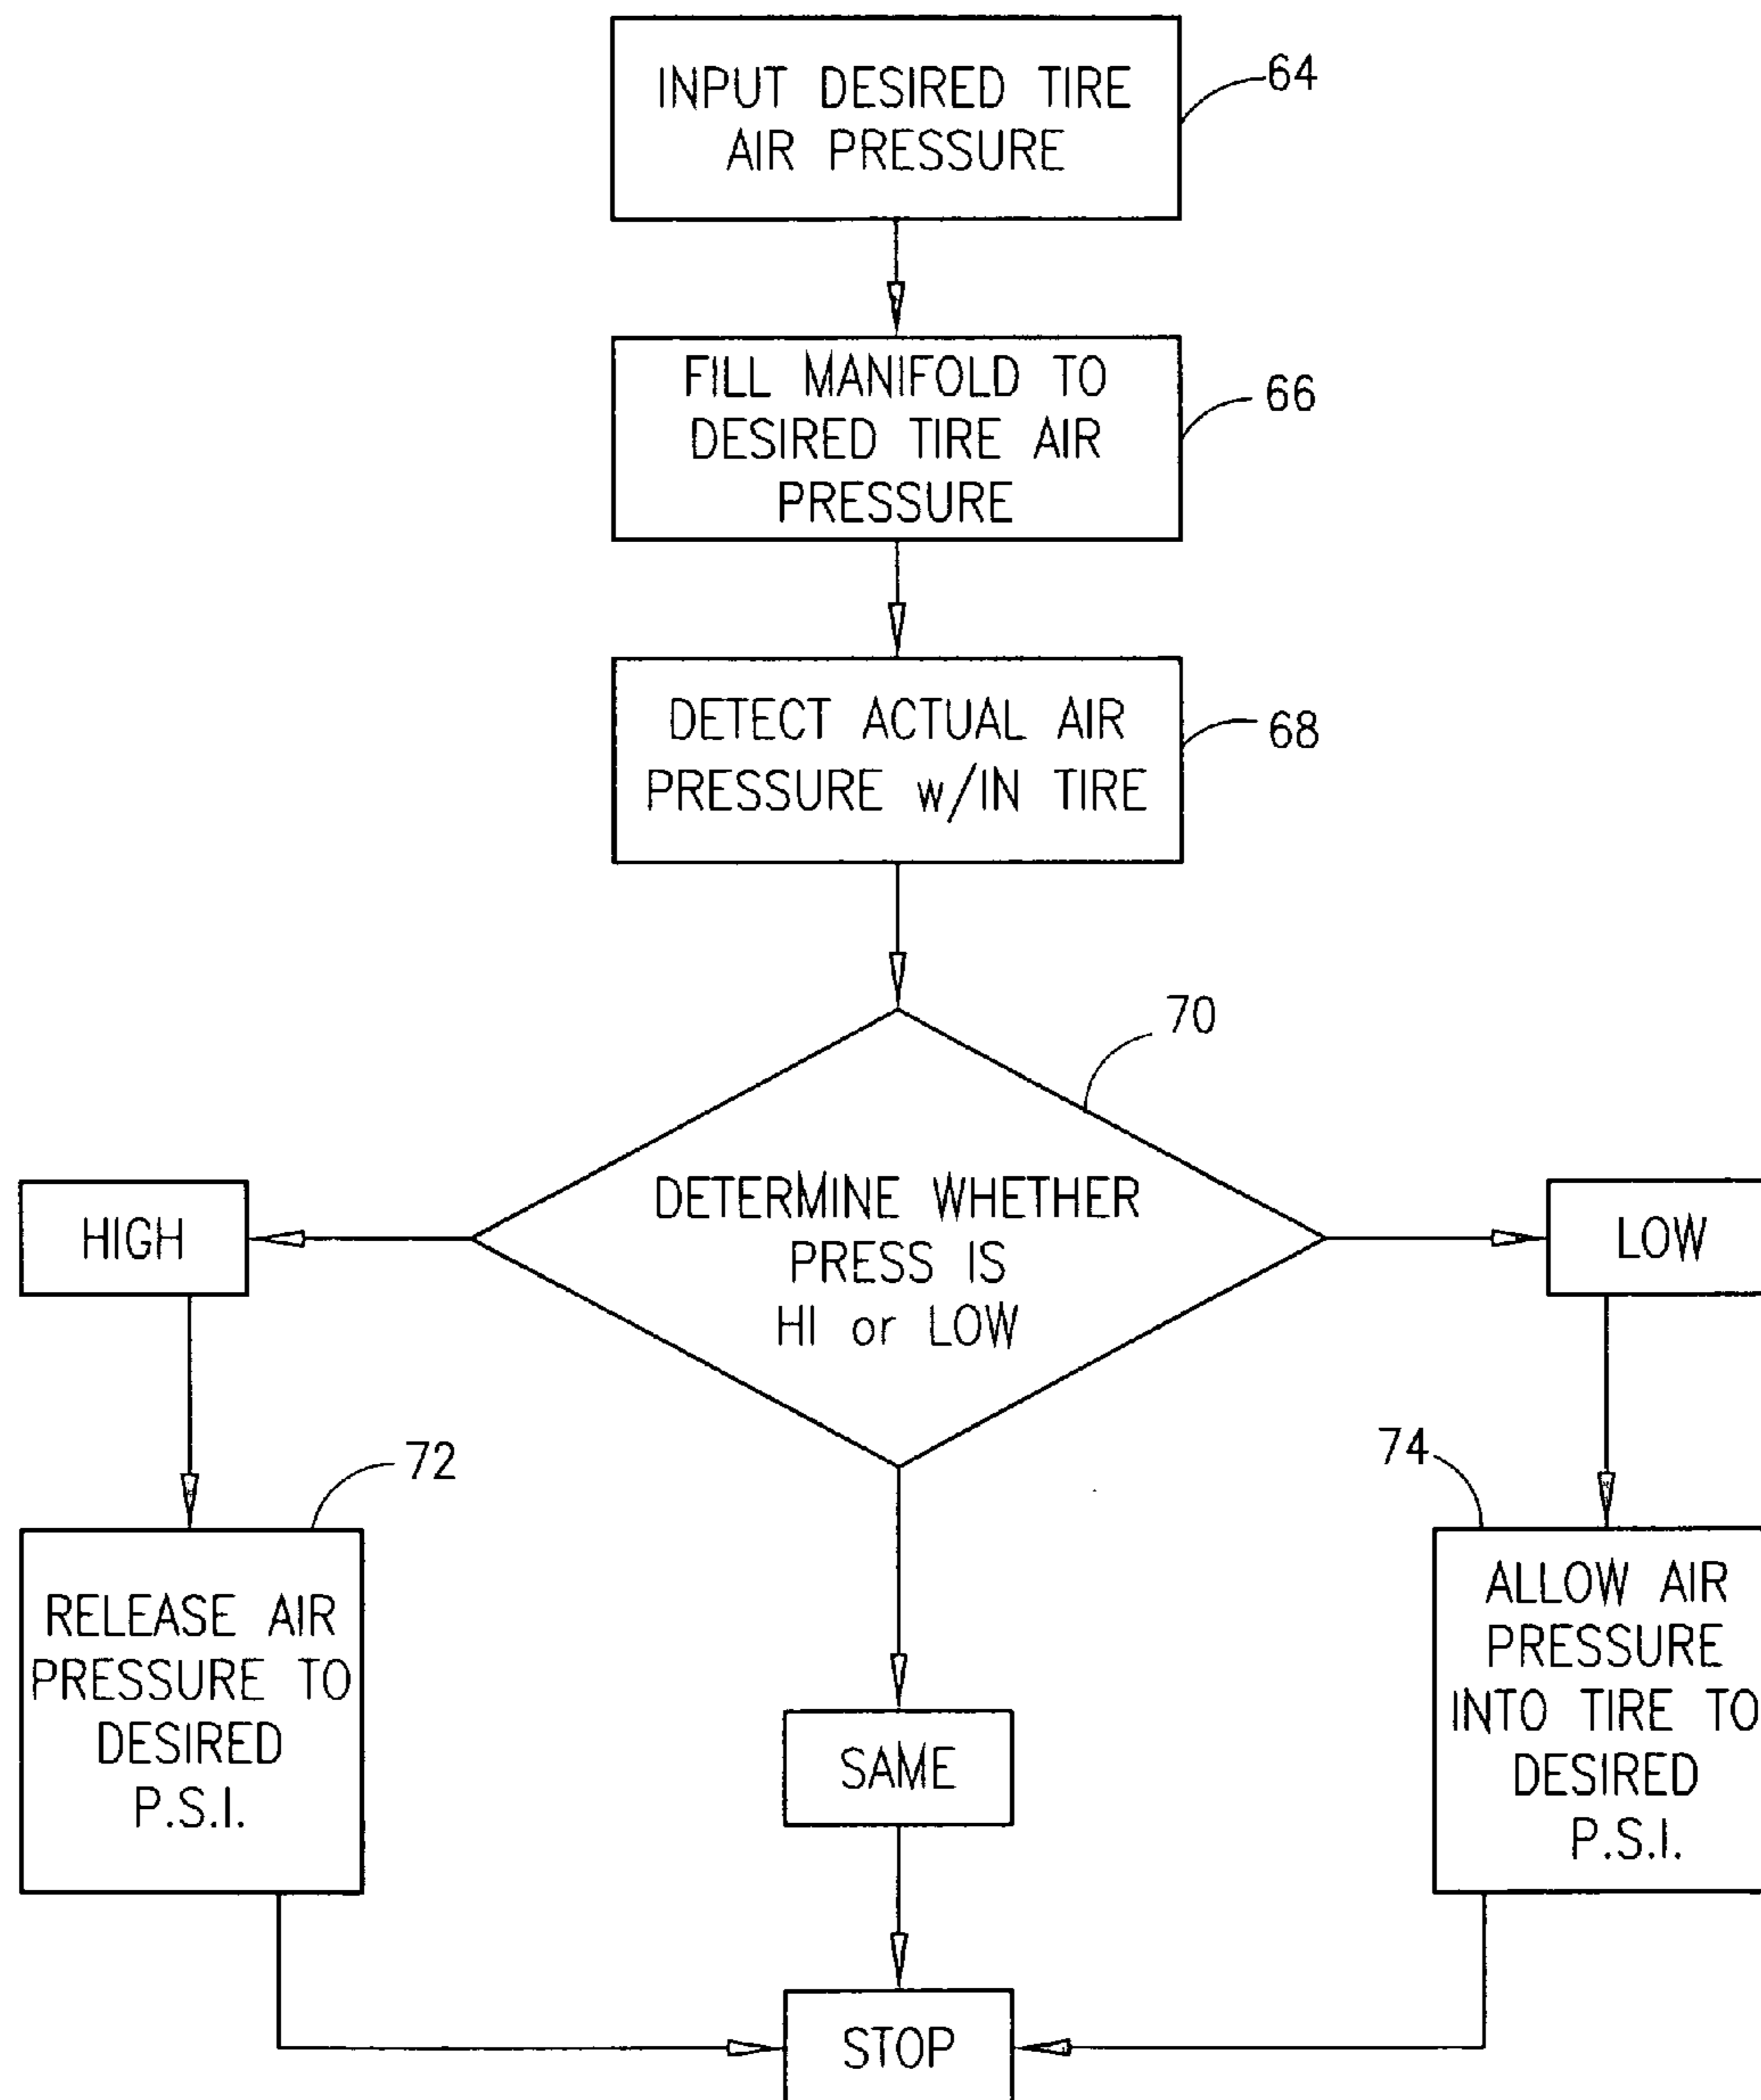 INPUT DESIRED TIRE
AIR PRESSURE
64
FILL MANIFOLD TO
DESIRED TIRE AIR
PRESSURE
66
DETECT ACTUAL AIR
PRESSURE w/IN TIRE
68
70
DETERMINE WHETHER
PRESS IS
HI or LOW
HIGH
LOW
72
RELEASE AIR
PRESSURE TO
DESIRED
P.S.I.
SAME
74
ALLOW AIR
PRESSURE
INTO TIRE TO
DESIRED
P.S.I.
STOP